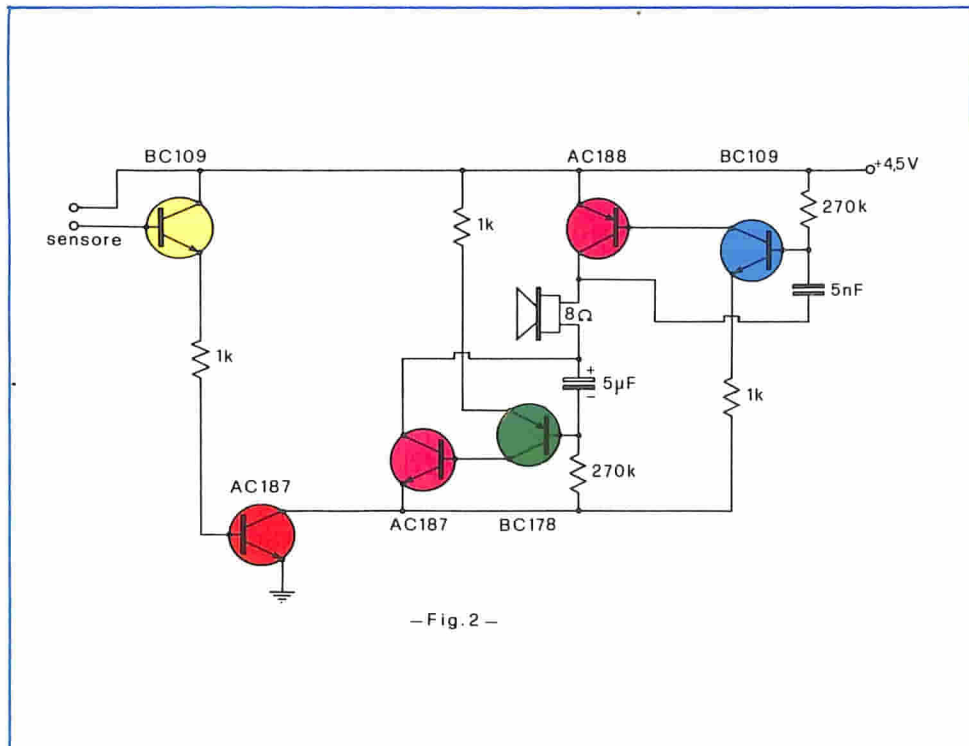 BC109
AC188
BC109
+4,5V
sensore
1k
270k
5nF
8Ω
1k
+
5µF
–
1k
270k
AC187
AC187
BC178
–Fig.2–